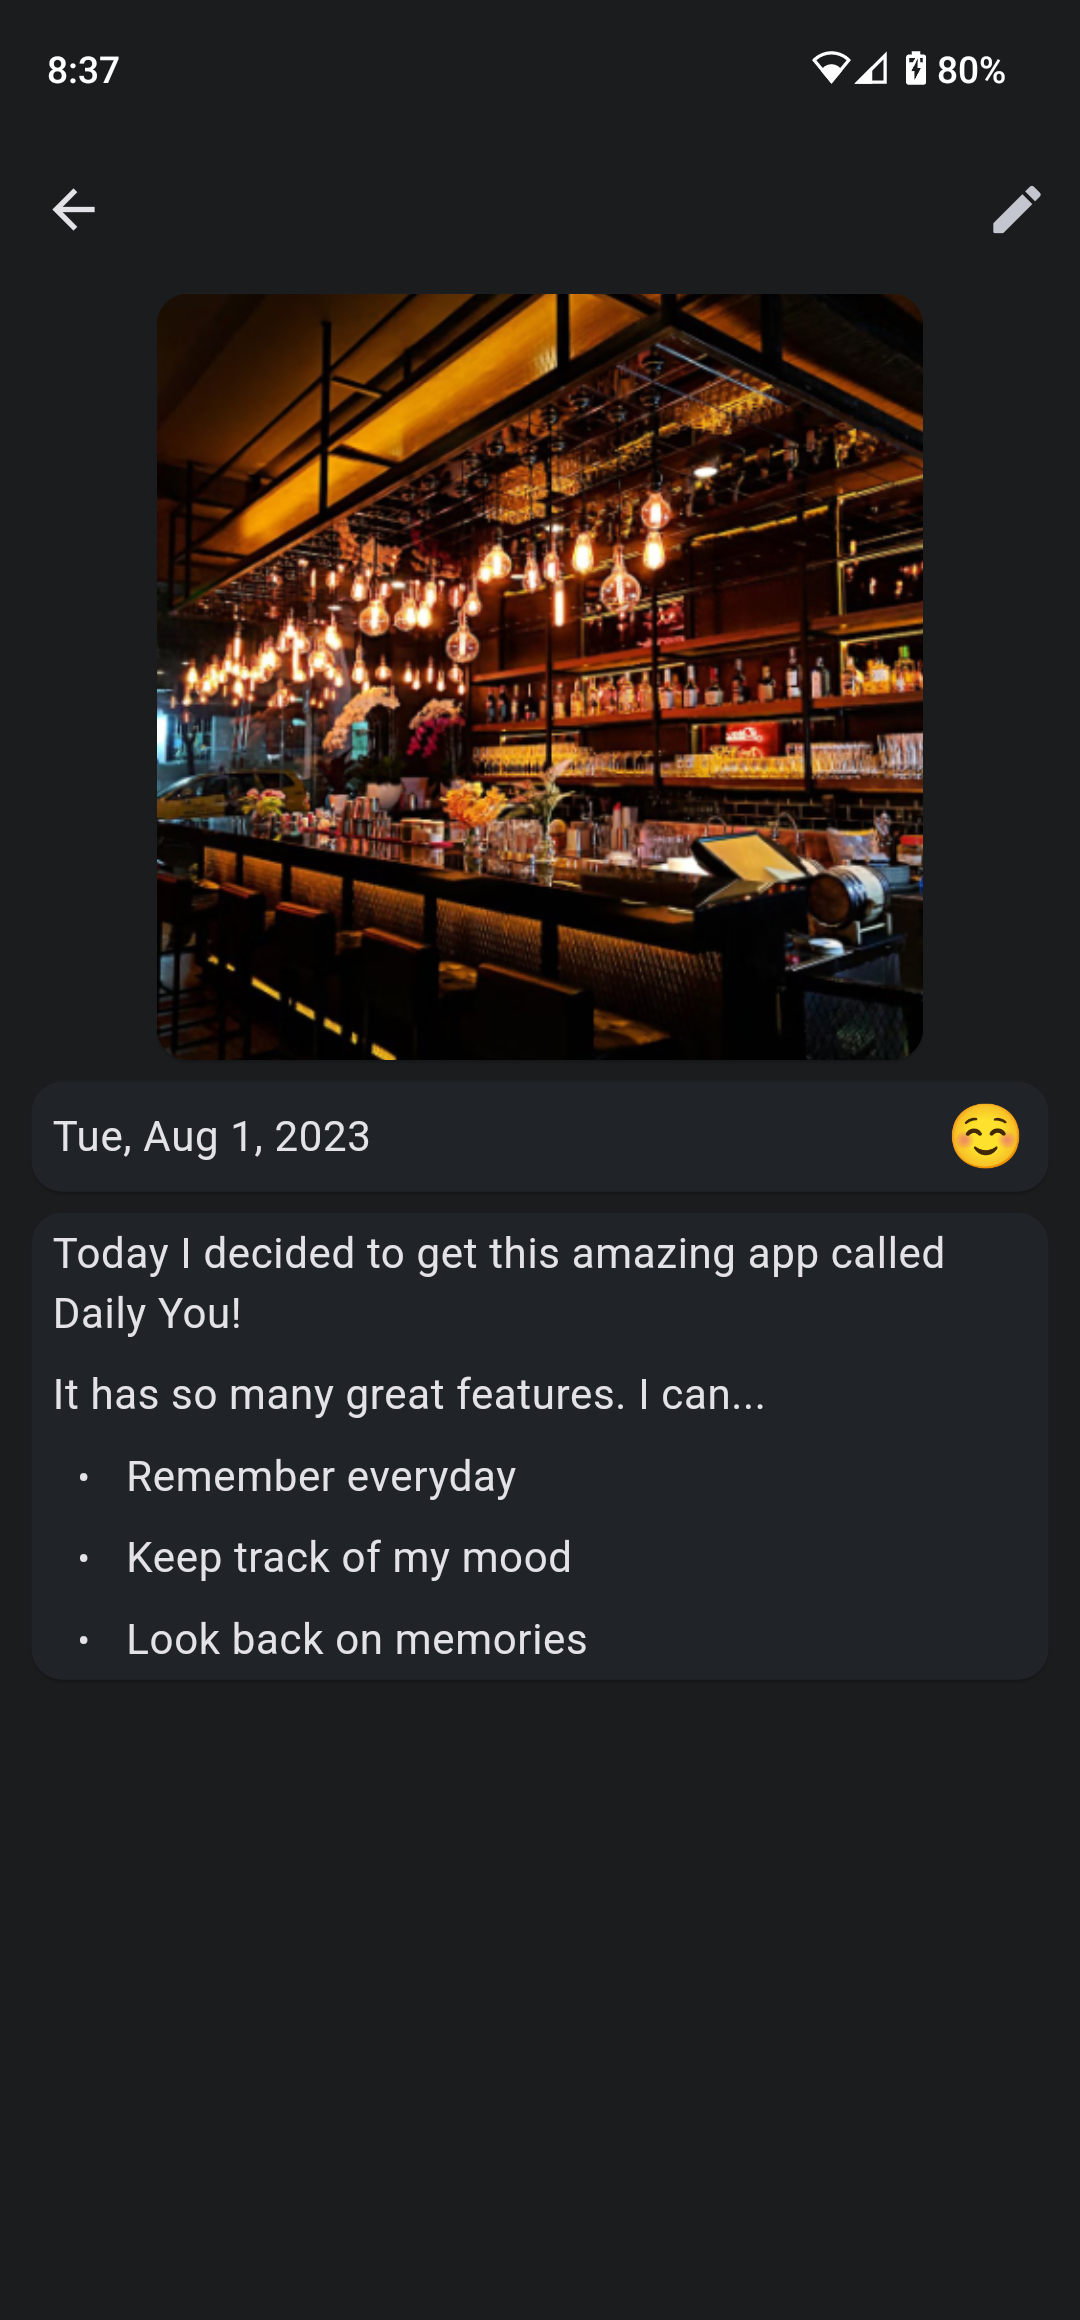 8:37
80%
Tue, Aug 1, 2023
Today I decided to get this amazing app called
Daily You!
It has so many great features. I can...
• Remember everyday
• Keep track of my mood
• Look back on memories